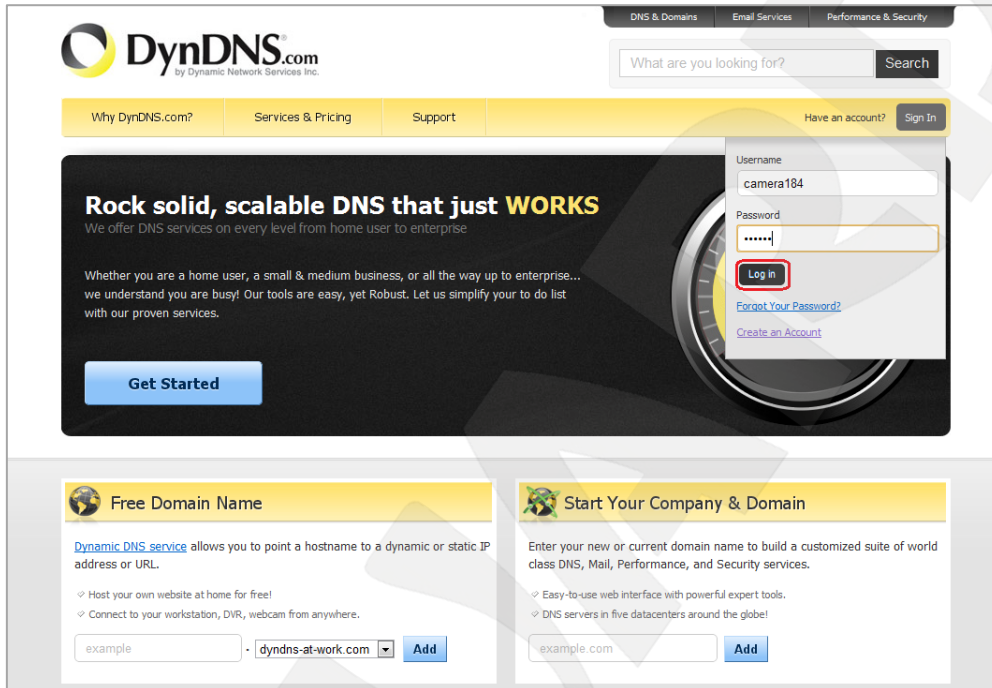 DNS & Domains Email Services Performance & Security
DynDNS.com
by Dynamic Network Services Inc.
What are you looking for? Search
Why DynDNS.com? Services & Pricing Support Have an account? Sign In
Username
camera184
Password
••••••
Log in
Forgot Your Password?
Create an Account
Rock solid, scalable DNS that just WORKS
We offer DNS services on every level from home user to enterprise
Whether you are a home user, a small & medium business, or all the way up to enterprise...
we understand you are busy! Our tools are easy, yet Robust. Let us simplify your to do list
with our proven services.
Get Started
Free Domain Name
Dynamic DNS service allows you to point a hostname to a dynamic or static IP
address or URL.
Host your own website at home for free!
Connect to your workstation, DVR, webcam from anywhere.
example . dyndns-at-work.com Add
Start Your Company & Domain
Enter your new or current domain name to build a customized suite of world
class DNS, Mail, Performance, and Security services.
Easy-to-use web interface with powerful expert tools.
DNS servers in five datacenters around the globe!
example.com Add